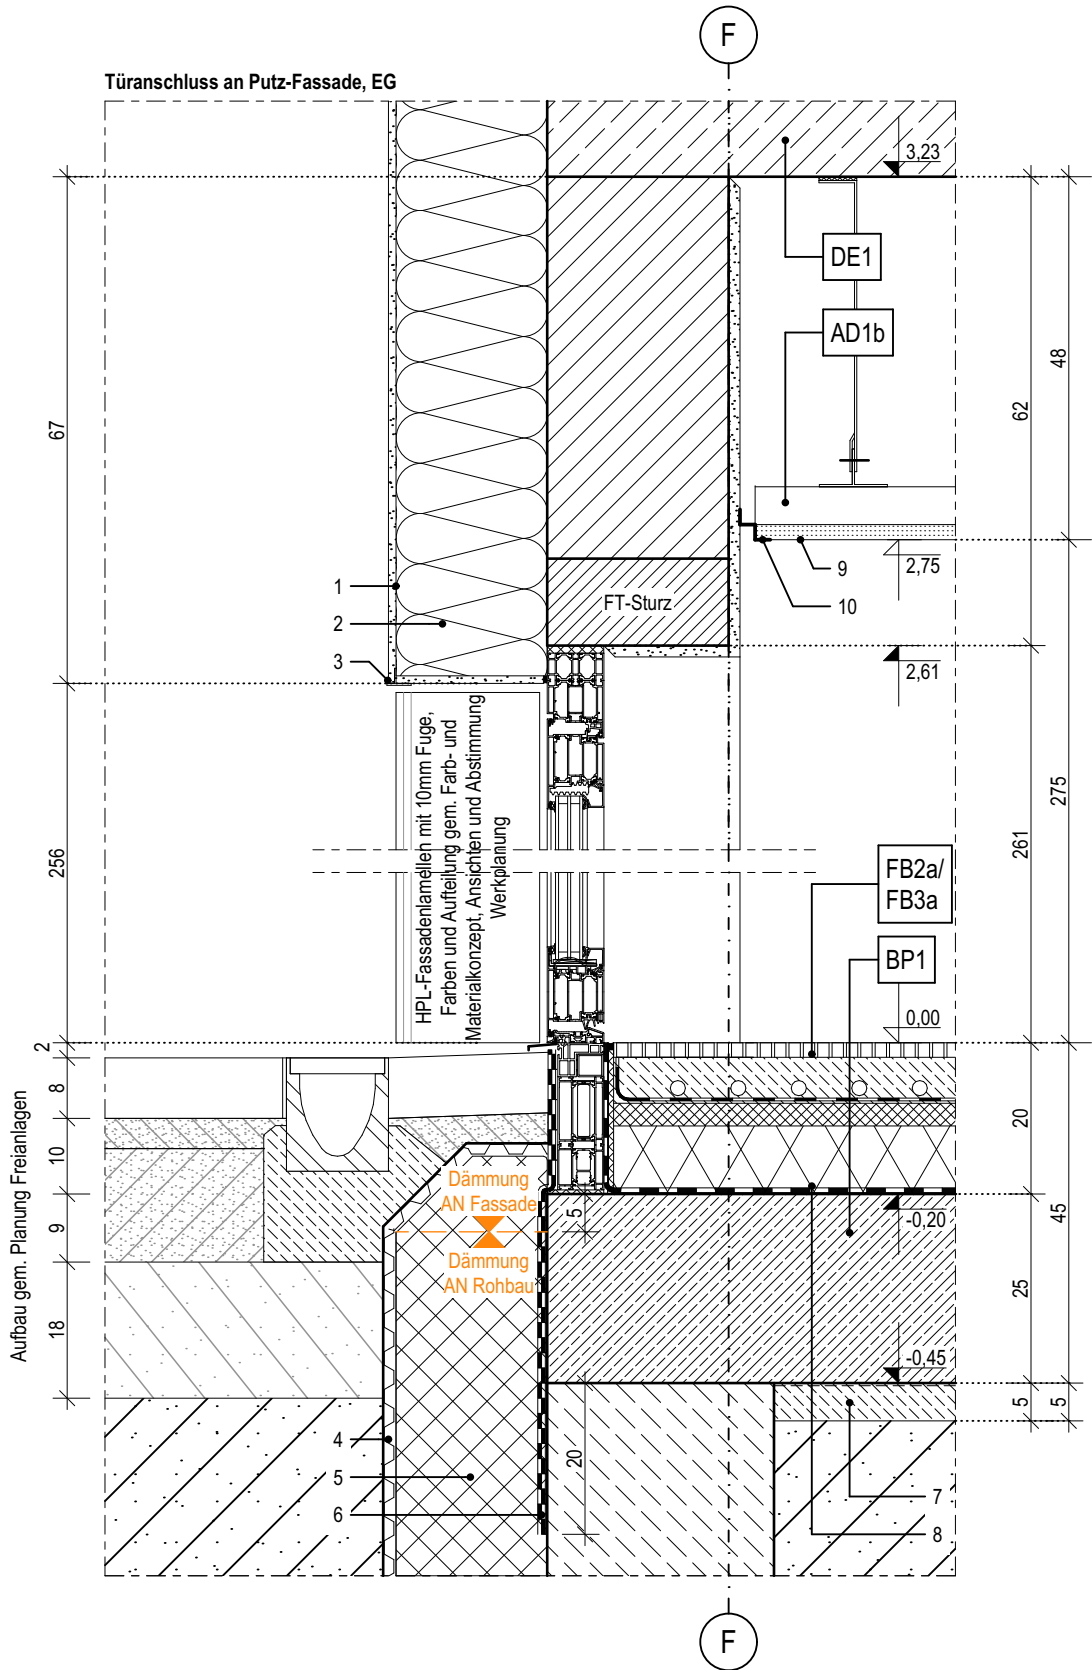 F
Türanschluss an Putz-Fassade, EG
3,23
DE1
AD1b
48
62
67
9
2,75
10
1
2
3
FT-Sturz
2,61
HPL-Fassadenlamellen mit 10mm Fuge,
Farben und Aufteilung gem. Farb- und
Materialkonzept, Ansichten und Abstimmung
Werkplanung
275
261
256
FB2a/
FB3a
BP1
0,00
2
8
10
9
18
Aufbau gem. Planung Freianlagen
Dämmung
AN Fassade
Dämmung
AN Rohbau
5
20
-0,20
45
25
-0,45
5
5
4
5
6
20
7
8
F